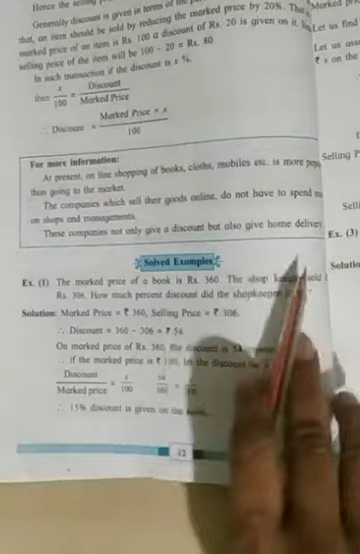 Hence the selling
Generally discount is given in terms of the
that, an item should be sold by reducing the marked price by 20%. That
marked price of an item is Rs. 100 a discount of Rs. 20 is given on it.
selling price of the item will be 100 - 20 = Rs. 80
In such transaction if the discount is x %,
then x/100 = Discount/Marked Price
∴ Discount = Marked Price × x/100
For more information:
At present, on line shopping of books, cloths, mobiles etc. is more
than going to the market.
The companies which sell their goods online, do not have to spend
on shops and managements.
These companies not only give a discount but also give home delivery
Solved Examples
Ex. (1) The marked price of a book is Rs. 360. The shop sold
Rs. 306. How much percent discount did the shopkeeper
Solution: Marked Price = ₹ 360, Selling Price = ₹ 306.
∴ Discount = 360 - 306 = ₹ 54
On marked price of Rs. 360, the discount is 54
∴ if the marked price is ₹ 100, let the discount be
Discount/Marked price = x/100
∴ 15% discount is given on the
Marked
Let us find
Let us
₹ x on the
Selling P
Selli
Ex. (3)
Solutio